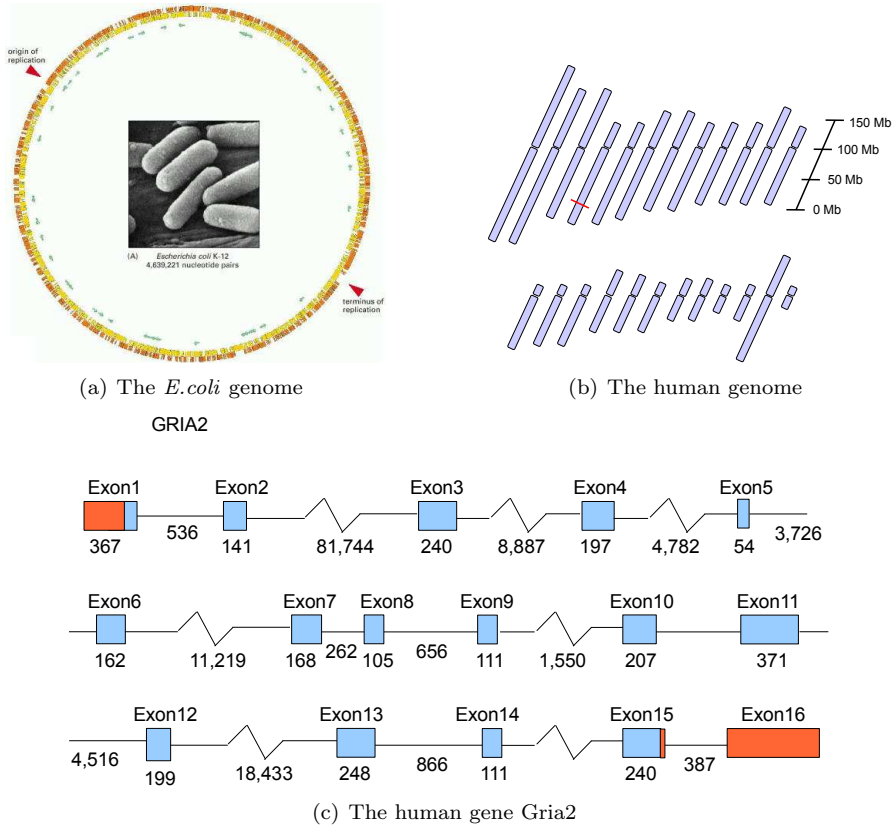 origin of
replication
(A)
Escherichia coli K-12
4,639,221 nucleotide pairs
terminus of
replication
150 Mb
100 Mb
50 Mb
0 Mb
(a) The E.coli genome
(b) The human genome
GRIA2
Exon1 Exon2 Exon3 Exon4 Exon5
367 536 141 81,744 240 8,887 197 4,782 54 3,726
Exon6 Exon7 Exon8 Exon9 Exon10 Exon11
162 11,219 168 262 105 656 111 1,550 207 371
Exon12 Exon13 Exon14 Exon15 Exon16
4,516 199 18,433 248 866 111 240 387
(c) The human gene Gria2